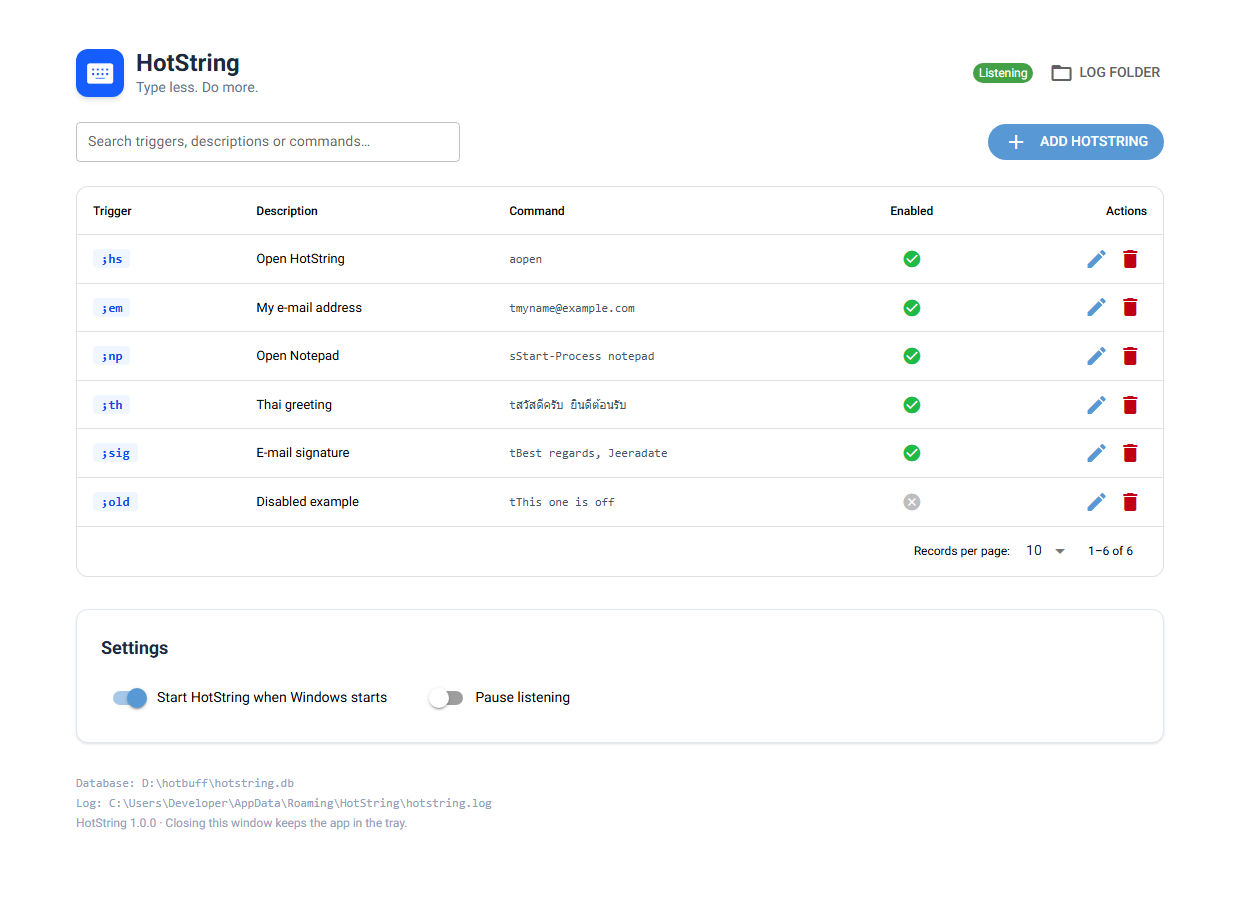 HotString
Type less. Do more.
Listening
LOG FOLDER
Search triggers, descriptions or commands...
ADD HOTSTRING
Trigger Description Command Enabled Actions
;hs Open HotString aopen
;em My e-mail address tmyname@example.com
;np Open Notepad sStart-Process notepad
;th Thai greeting tสวัสดีครับ ยินดีต้อนรับ
;sig E-mail signature tBest regards, Jeeradate
;old Disabled example tThis one is off
Records per page: 10 1–6 of 6
Settings
Start HotString when Windows starts Pause listening
Database: D:\hotbuff\hotstring.db
Log: C:\Users\Developer\AppData\Roaming\HotString\hotstring.log
HotString 1.0.0 · Closing this window keeps the app in the tray.